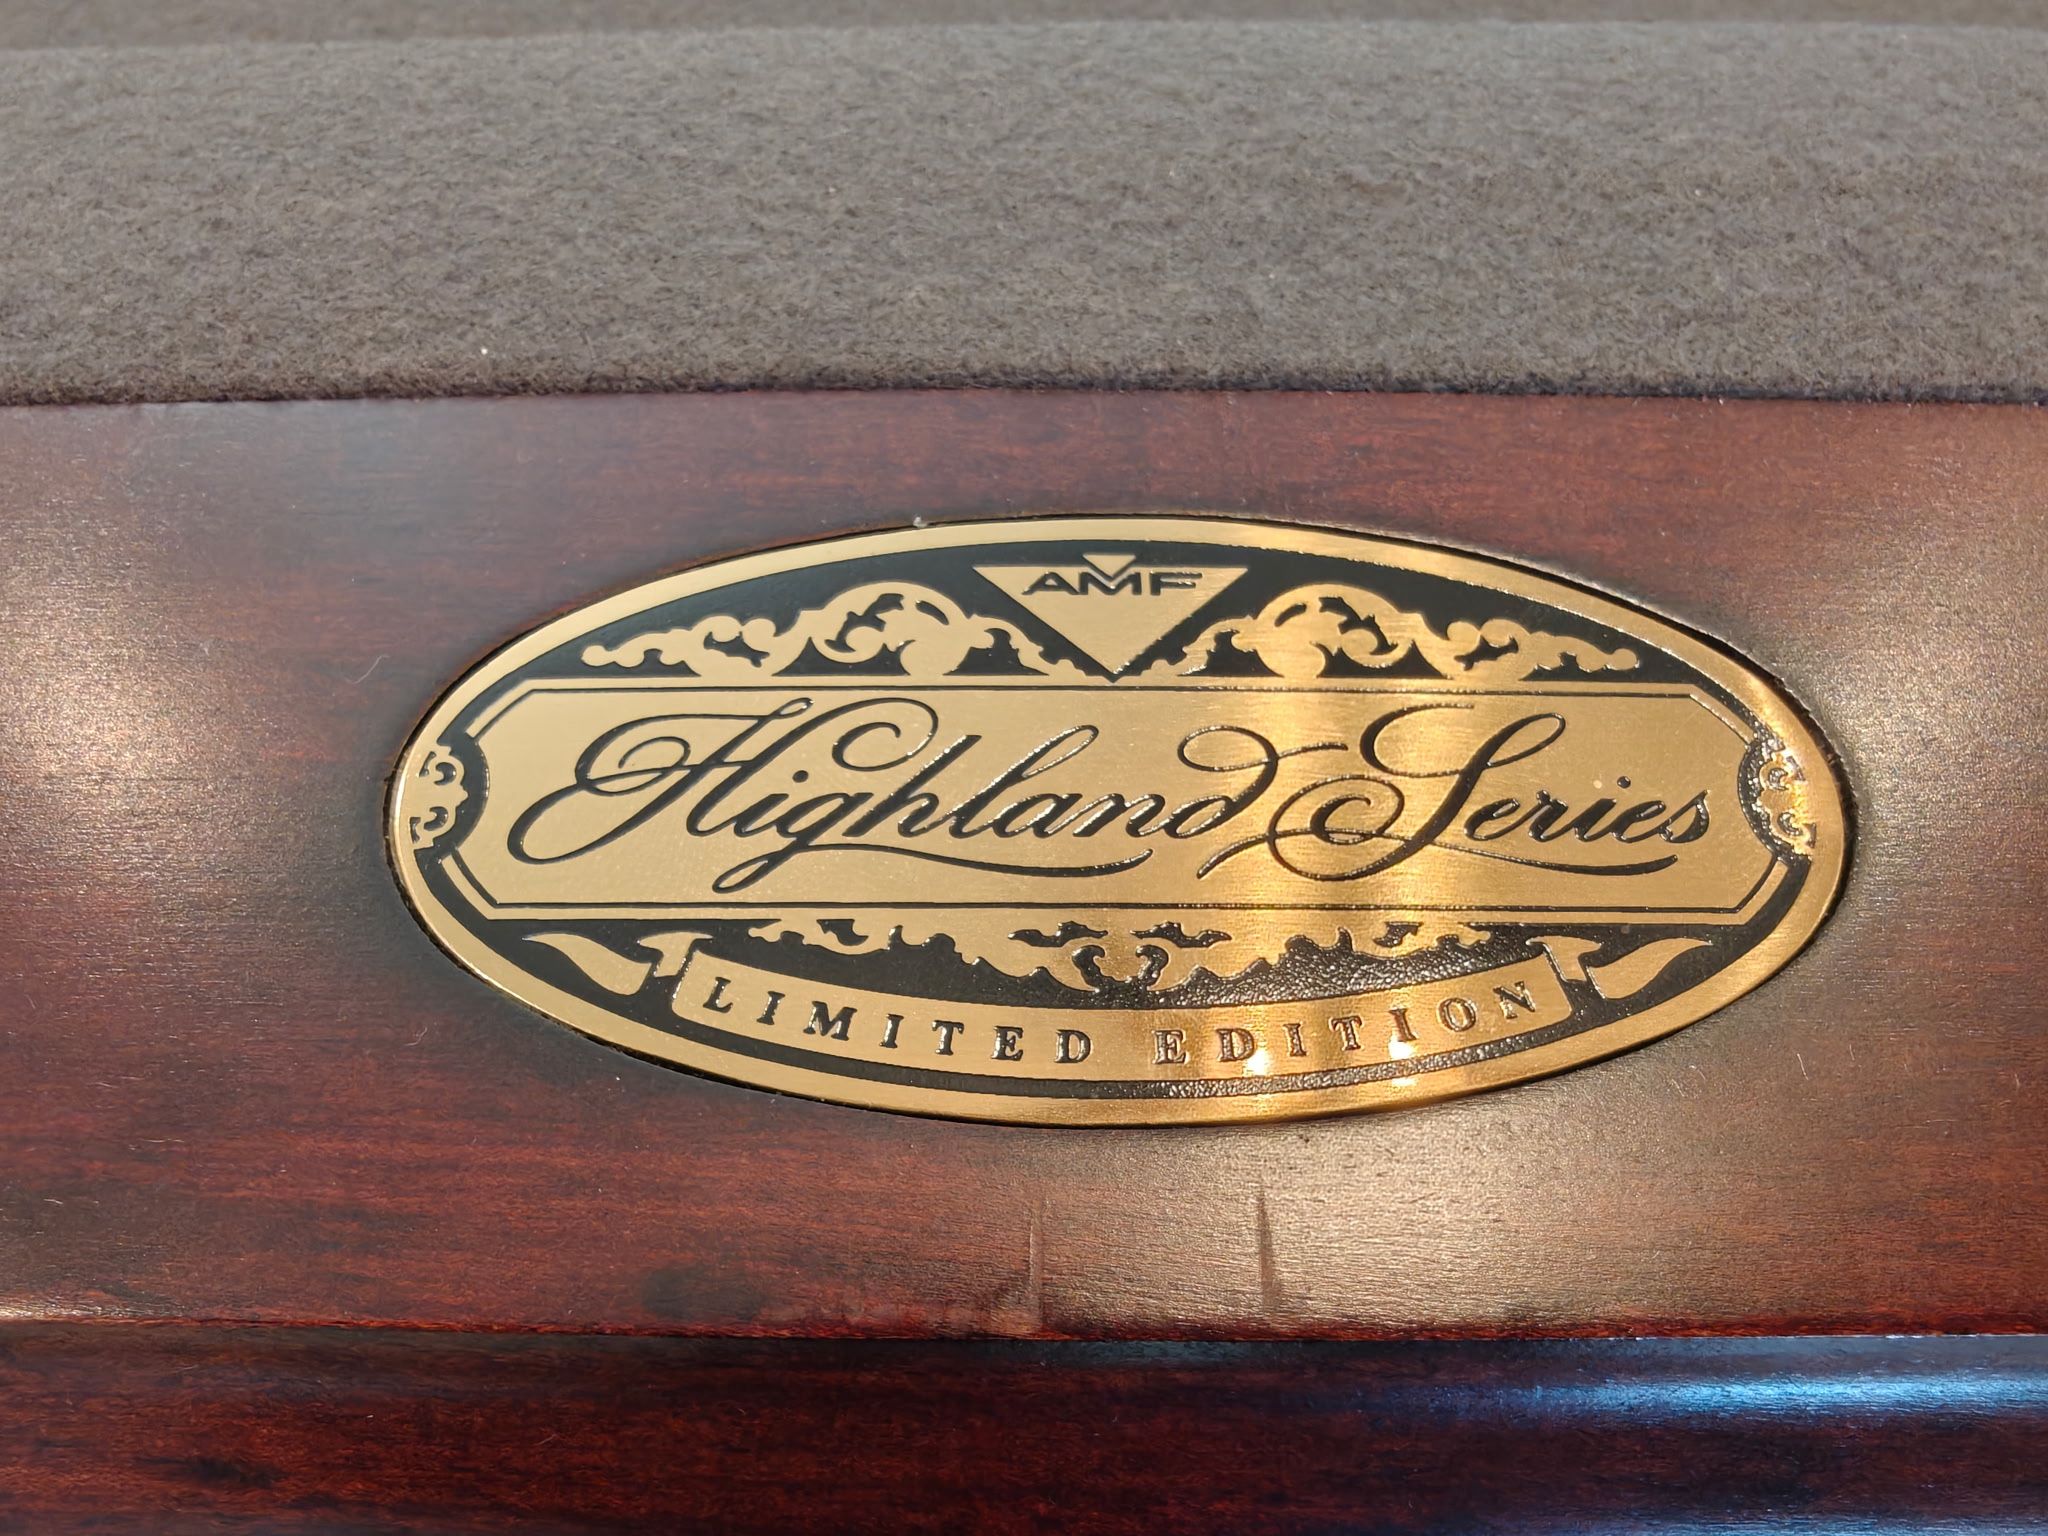 AMF
Highland Series
LIMITED EDITION